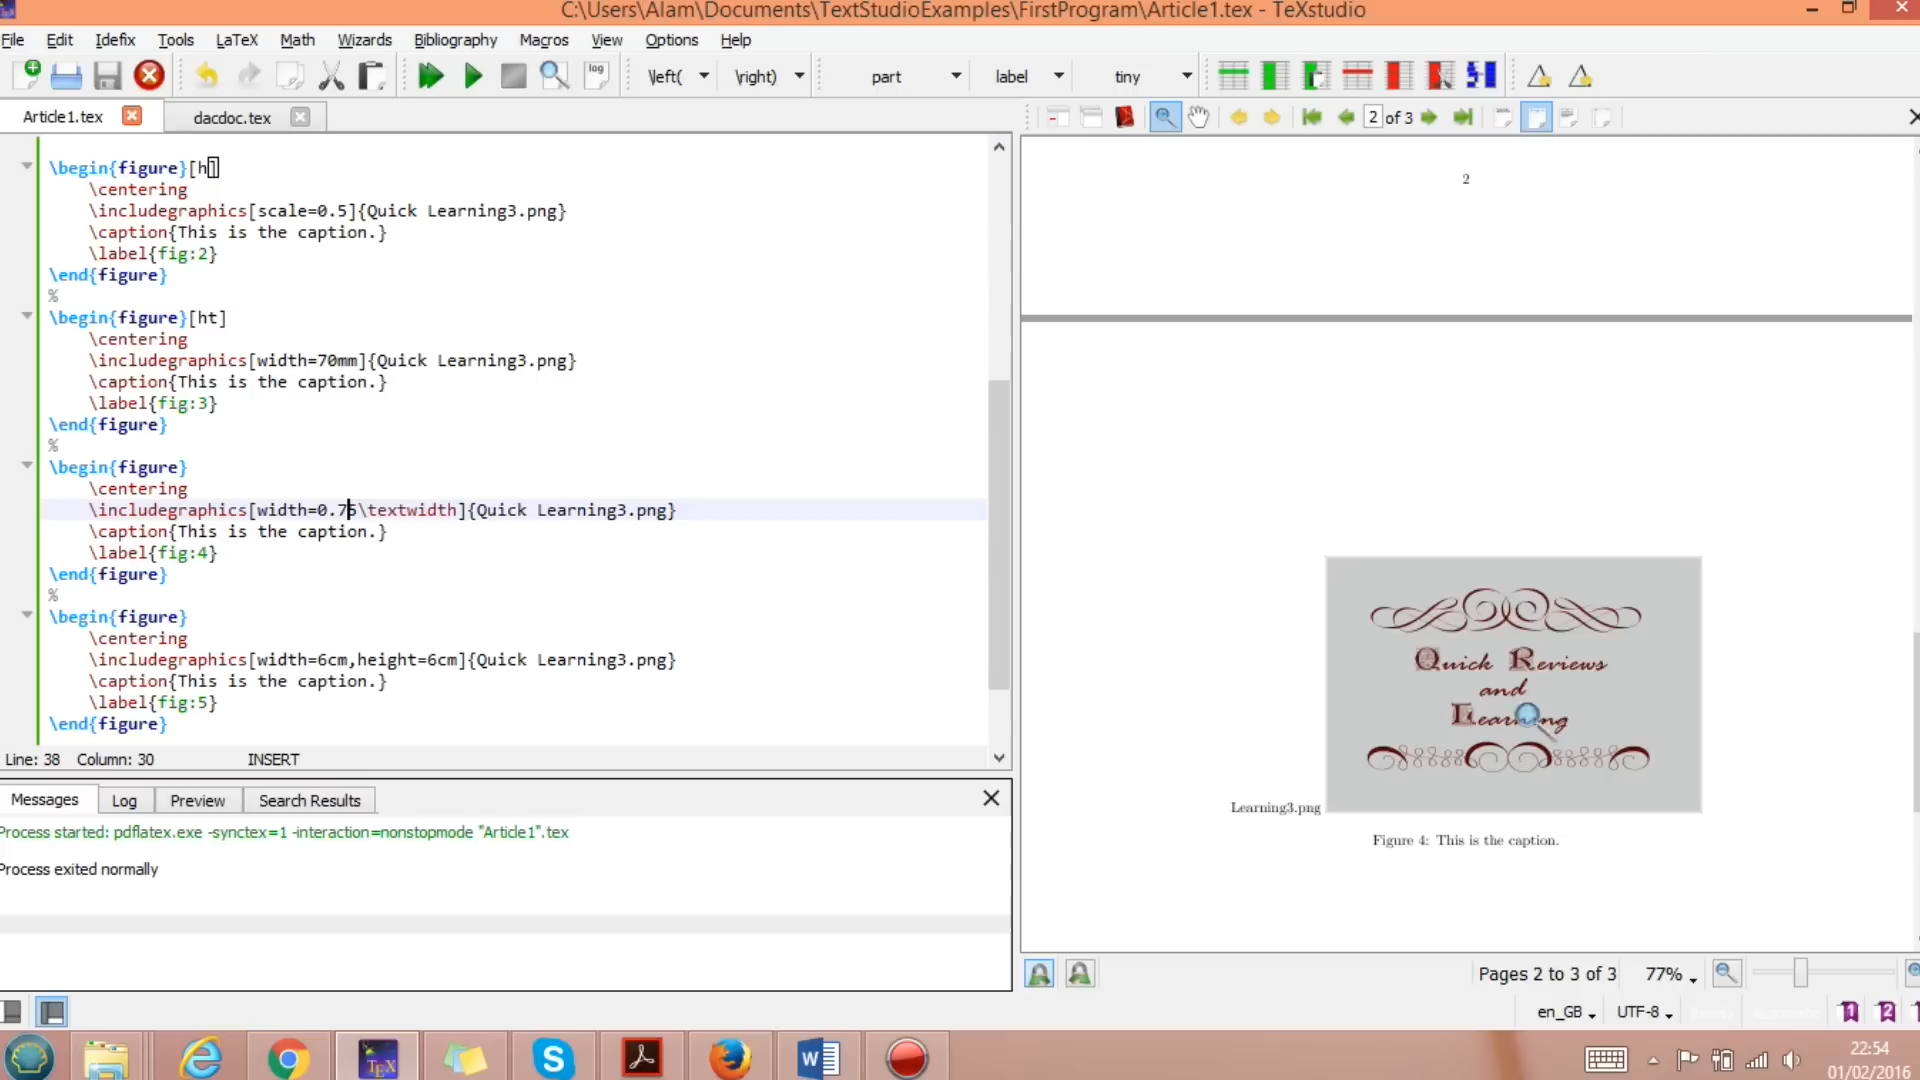 C:\Users\Alam\Documents\TextStudioExamples\FirstProgram\Article1.tex - TeXstudio
File Edit Idefix Tools LaTeX Math Wizards Bibliography Macros View Options Help
log \left( \right) part label tiny
Article1.tex dacdoc.tex 2 of 3
\begin{figure}[h]
\centering
\includegraphics[scale=0.5]{Quick Learning3.png}
\caption{This is the caption.}
\label{fig:2}
\end{figure}
%
\begin{figure}[ht]
\centering
\includegraphics[width=70mm]{Quick Learning3.png}
\caption{This is the caption.}
\label{fig:3}
\end{figure}
%
\begin{figure}
\centering
\includegraphics[width=0.75\textwidth]{Quick Learning3.png}
\caption{This is the caption.}
\label{fig:4}
\end{figure}
%
\begin{figure}
\centering
\includegraphics[width=6cm,height=6cm]{Quick Learning3.png}
\caption{This is the caption.}
\label{fig:5}
\end{figure}
Line: 38 Column: 30 INSERT
Messages Log Preview Search Results
Process started: pdflatex.exe -synctex=1 -interaction=nonstopmode "Article1".tex
Process exited normally
2
Quick Reviews
and
Learning
Learning3.png
Figure 4: This is the caption.
Pages 2 to 3 of 3 77%
en_GB UTF-8 1 2
TEX S W
22:54
01/02/2016